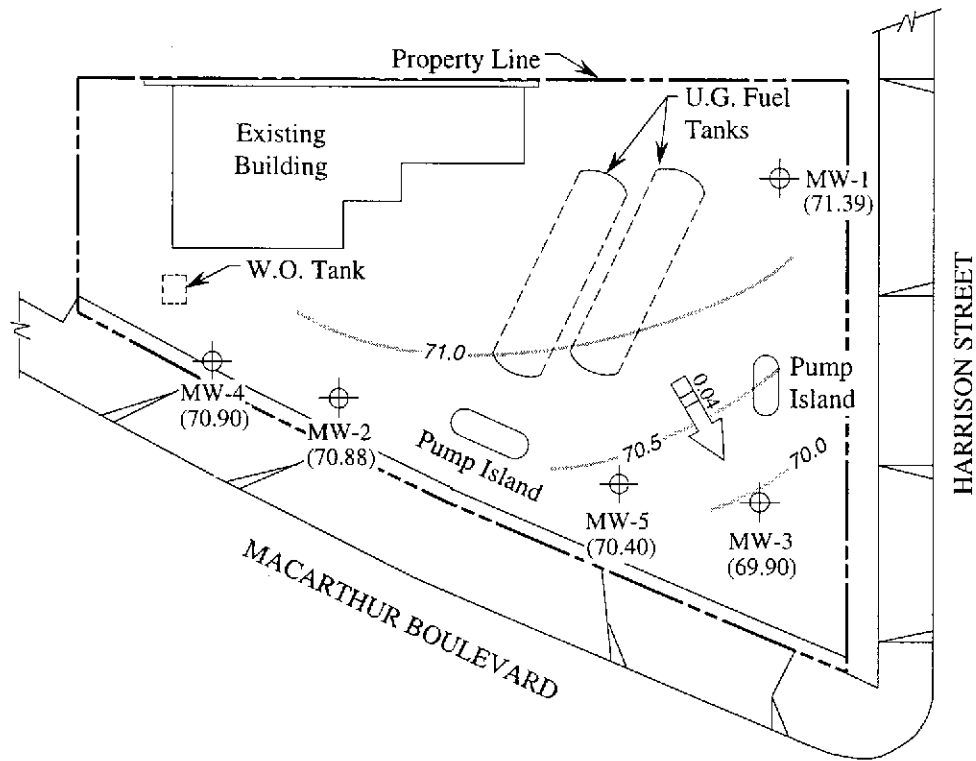 Property Line
U.G. Fuel
Tanks
Existing
Building
MW-1
(71.39)
W.O. Tank
71.0
MW-4
(70.90)
MW-2
(70.88)
Pump Island
0.04
Pump
Island
70.5
70.0
MW-5
(70.40)
MW-3
(69.90)
MACARTHUR BOULEVARD
HARRISON STREET